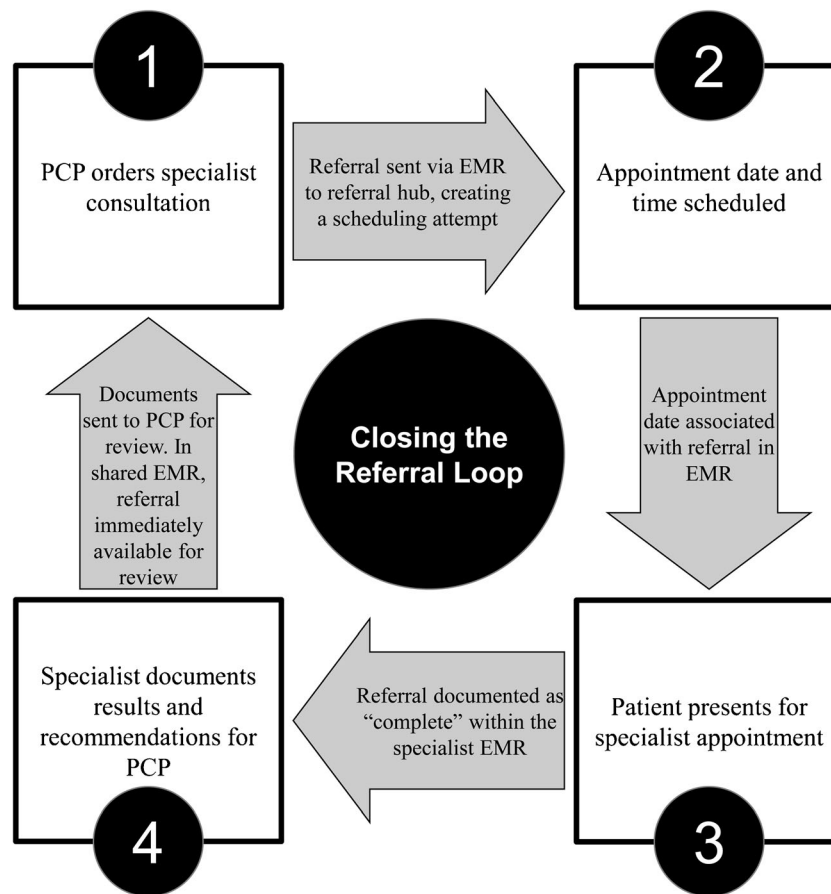 1
PCP orders specialist
consultation
Referral sent via EMR
to referral hub, creating
a scheduling attempt
2
Appointment date and
time scheduled
Appointment
date associated
with referral in
EMR
3
Patient presents for
specialist appointment
Referral documented as
“complete” within the
specialist EMR
4
Specialist documents
results and
recommendations for
PCP
Documents
sent to PCP for
review. In
shared EMR,
referral
immediately
available for
review
Closing the
Referral Loop